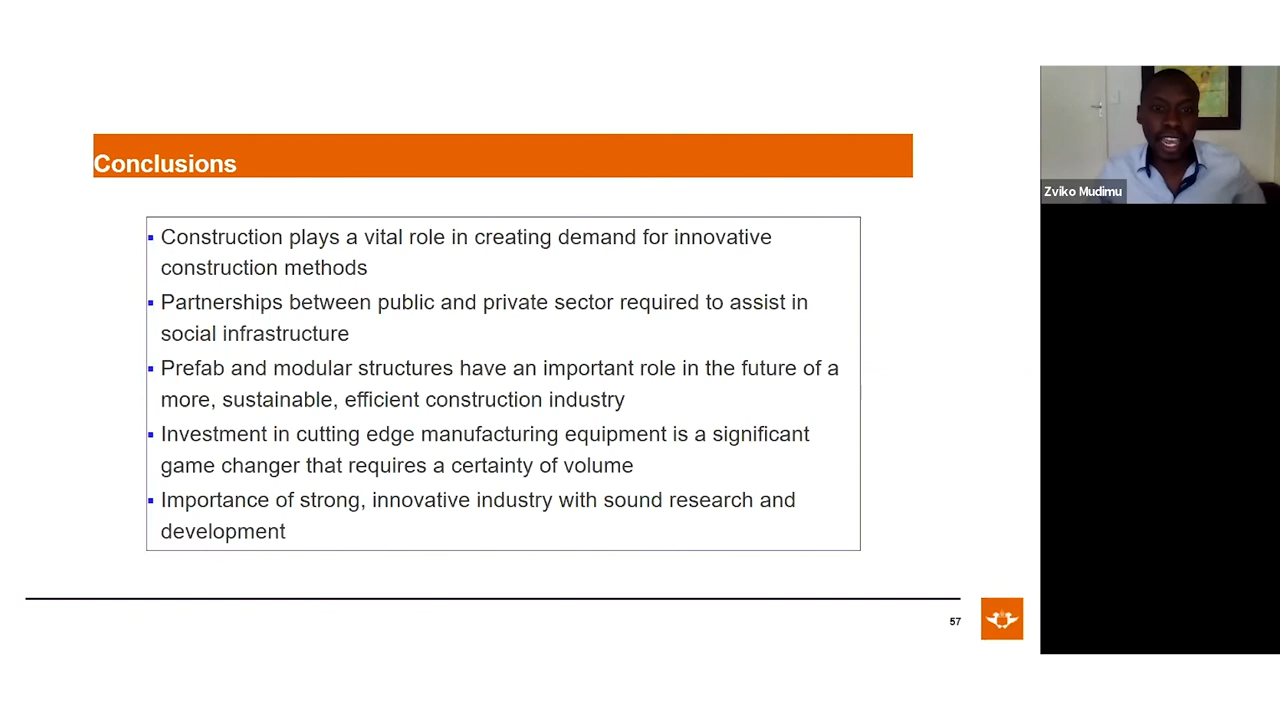 Conclusions
Construction plays a vital role in creating demand for innovative
construction methods
Partnerships between public and private sector required to assist in
social infrastructure
Prefab and modular structures have an important role in the future of a
more, sustainable, efficient construction industry
Investment in cutting edge manufacturing equipment is a significant
game changer that requires a certainty of volume
Importance of strong, innovative industry with sound research and
development
57
Zviko Mudimu